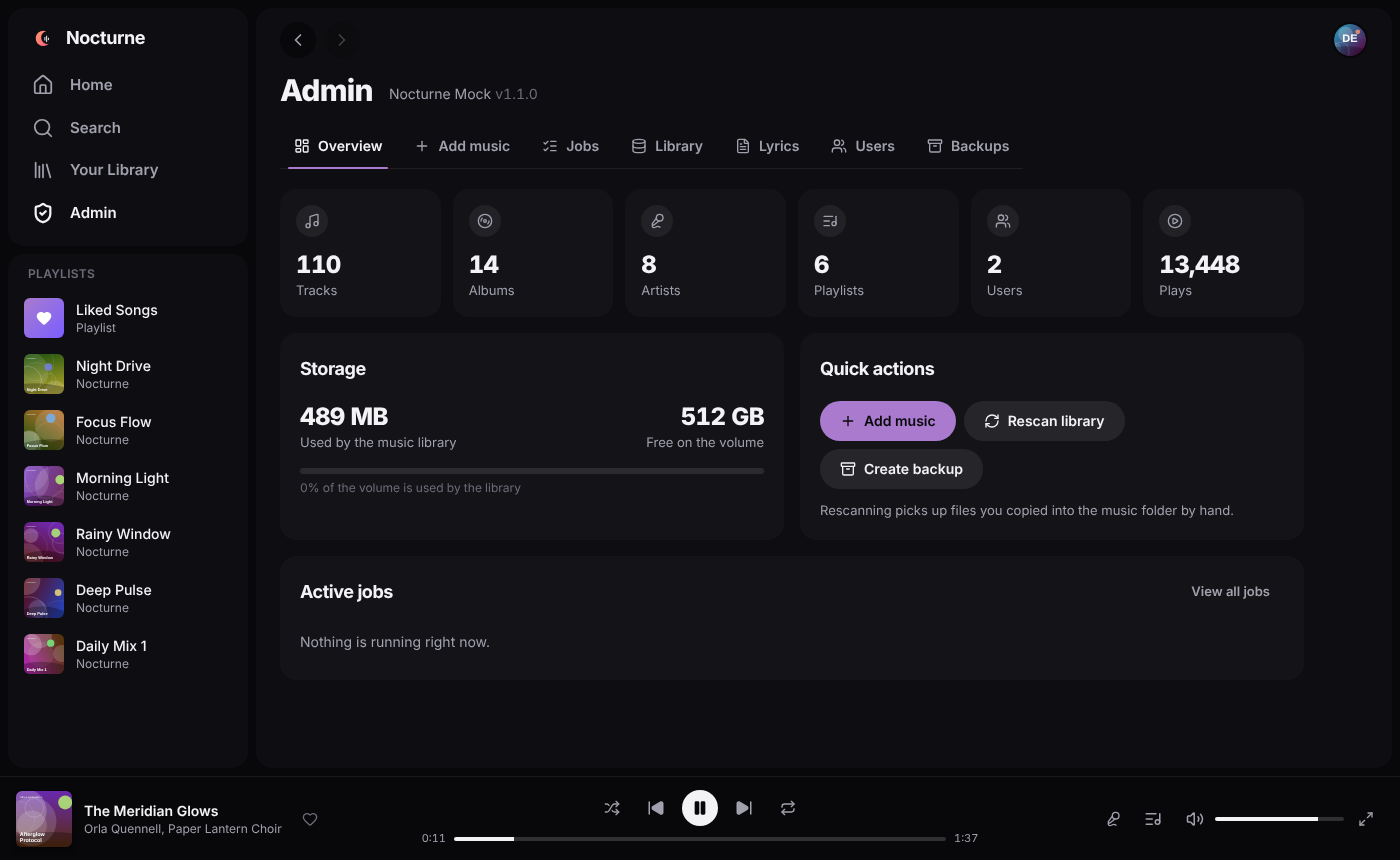 Nocturne
Home
Search
Your Library
Admin
PLAYLISTS
Liked Songs
Playlist
Night Drive
Nocturne
Focus Flow
Nocturne
Morning Light
Nocturne
Rainy Window
Nocturne
Deep Pulse
Nocturne
Daily Mix 1
Nocturne
DE
Admin Nocturne Mock v1.1.0
Overview Add music Jobs Library Lyrics Users Backups
110
Tracks
14
Albums
8
Artists
6
Playlists
2
Users
13,448
Plays
Storage
489 MB 512 GB
Used by the music library Free on the volume
0% of the volume is used by the library
Quick actions
Add music Rescan library
Create backup
Rescanning picks up files you copied into the music folder by hand.
Active jobs View all jobs
Nothing is running right now.
Afterglow
Protocol
The Meridian Glows
Orla Quennell, Paper Lantern Choir
0:11 1:37